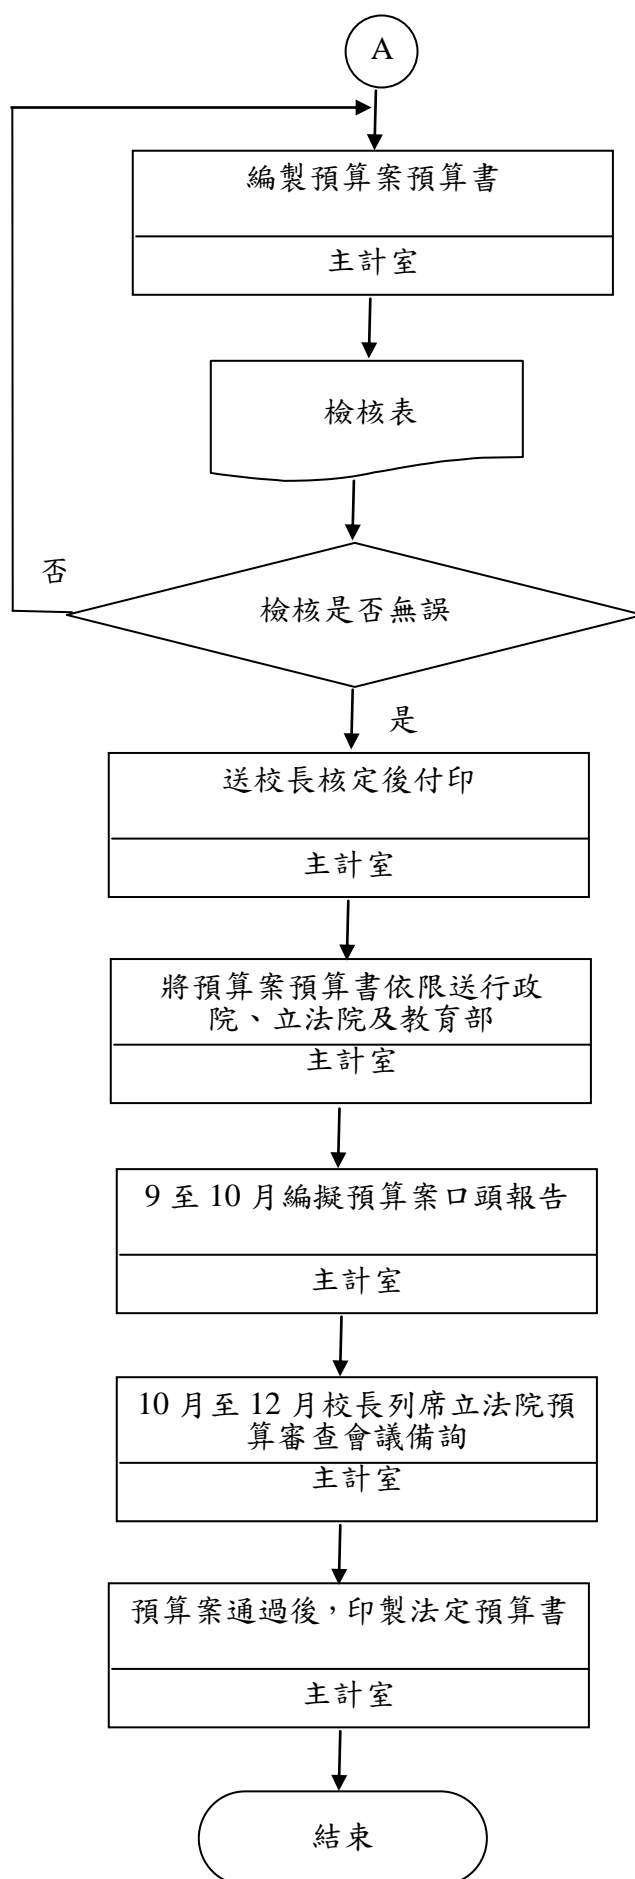 A
編製預算案預算書
主計室
檢核表
否
檢核是否無誤
是
送校長核定後付印
主計室
將預算案預算書依限送行政
院、立法院及教育部
主計室
9 至 10 月編擬預算案口頭報告
主計室
10 月至 12 月校長列席立法院預
算審查會議備詢
主計室
預算案通過後，印製法定預算書
主計室
結束